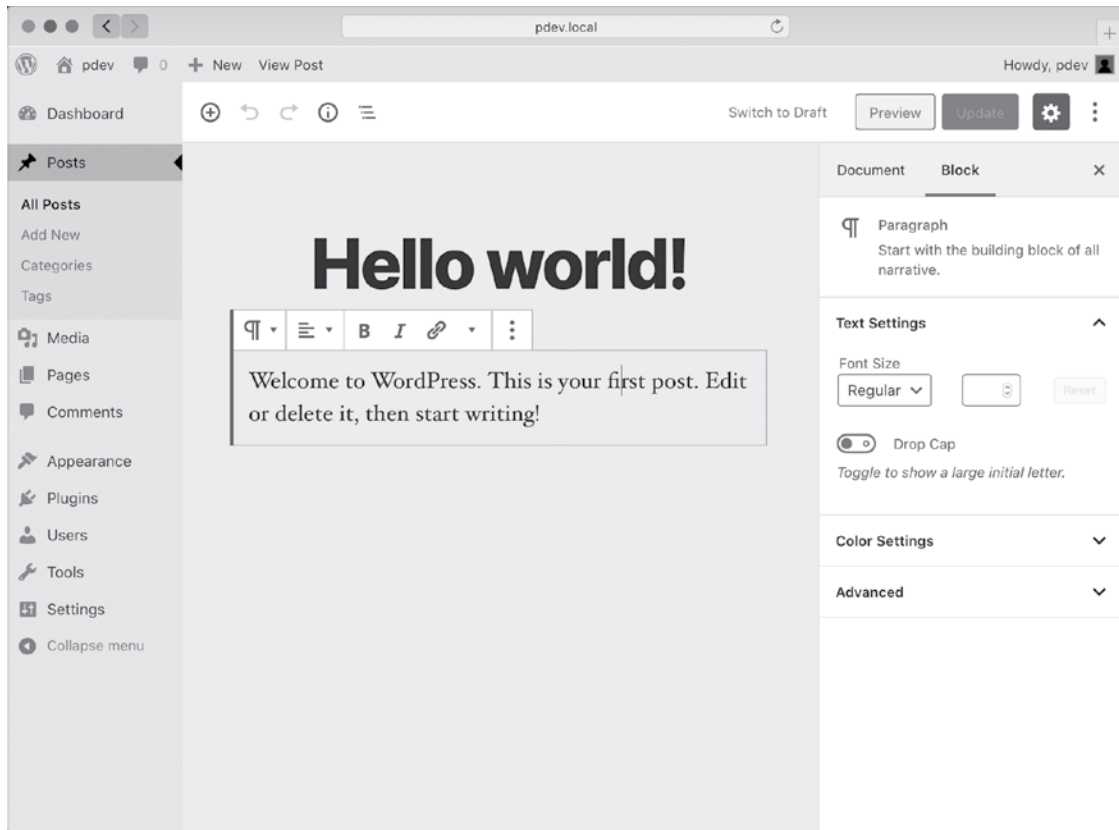 pdev.local
pdev 0 New View Post Howdy, pdev
Dashboard
Posts
All Posts
Add New
Categories
Tags
Media
Pages
Comments
Appearance
Plugins
Users
Tools
Settings
Collapse menu
Switch to Draft Preview Update
Hello world!
B I
Welcome to WordPress. This is your first post. Edit
or delete it, then start writing!
Document Block
Paragraph
Start with the building block of all
narrative.
Text Settings
Font Size
Regular Reset
Drop Cap
Toggle to show a large initial letter.
Color Settings
Advanced